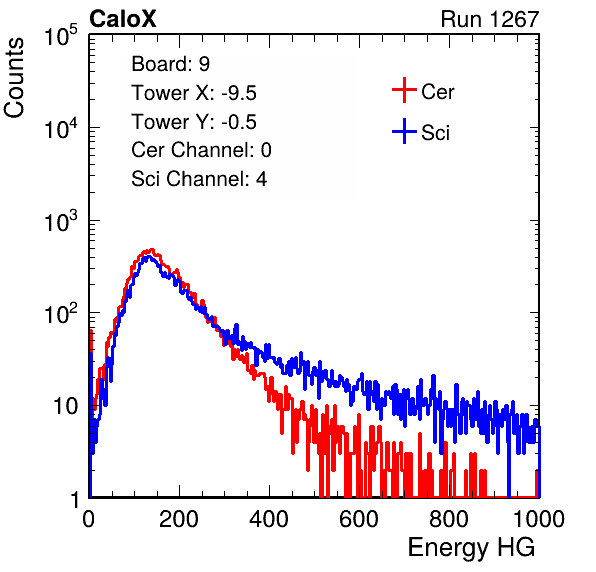 CaloX Run 1267
Counts
10^5
10^4
10^3
10^2
10
1
Board: 9
Tower X: -9.5
Tower Y: -0.5
Cer Channel: 0
Sci Channel: 4
Cer
Sci
0 200 400 600 800 1000
Energy HG